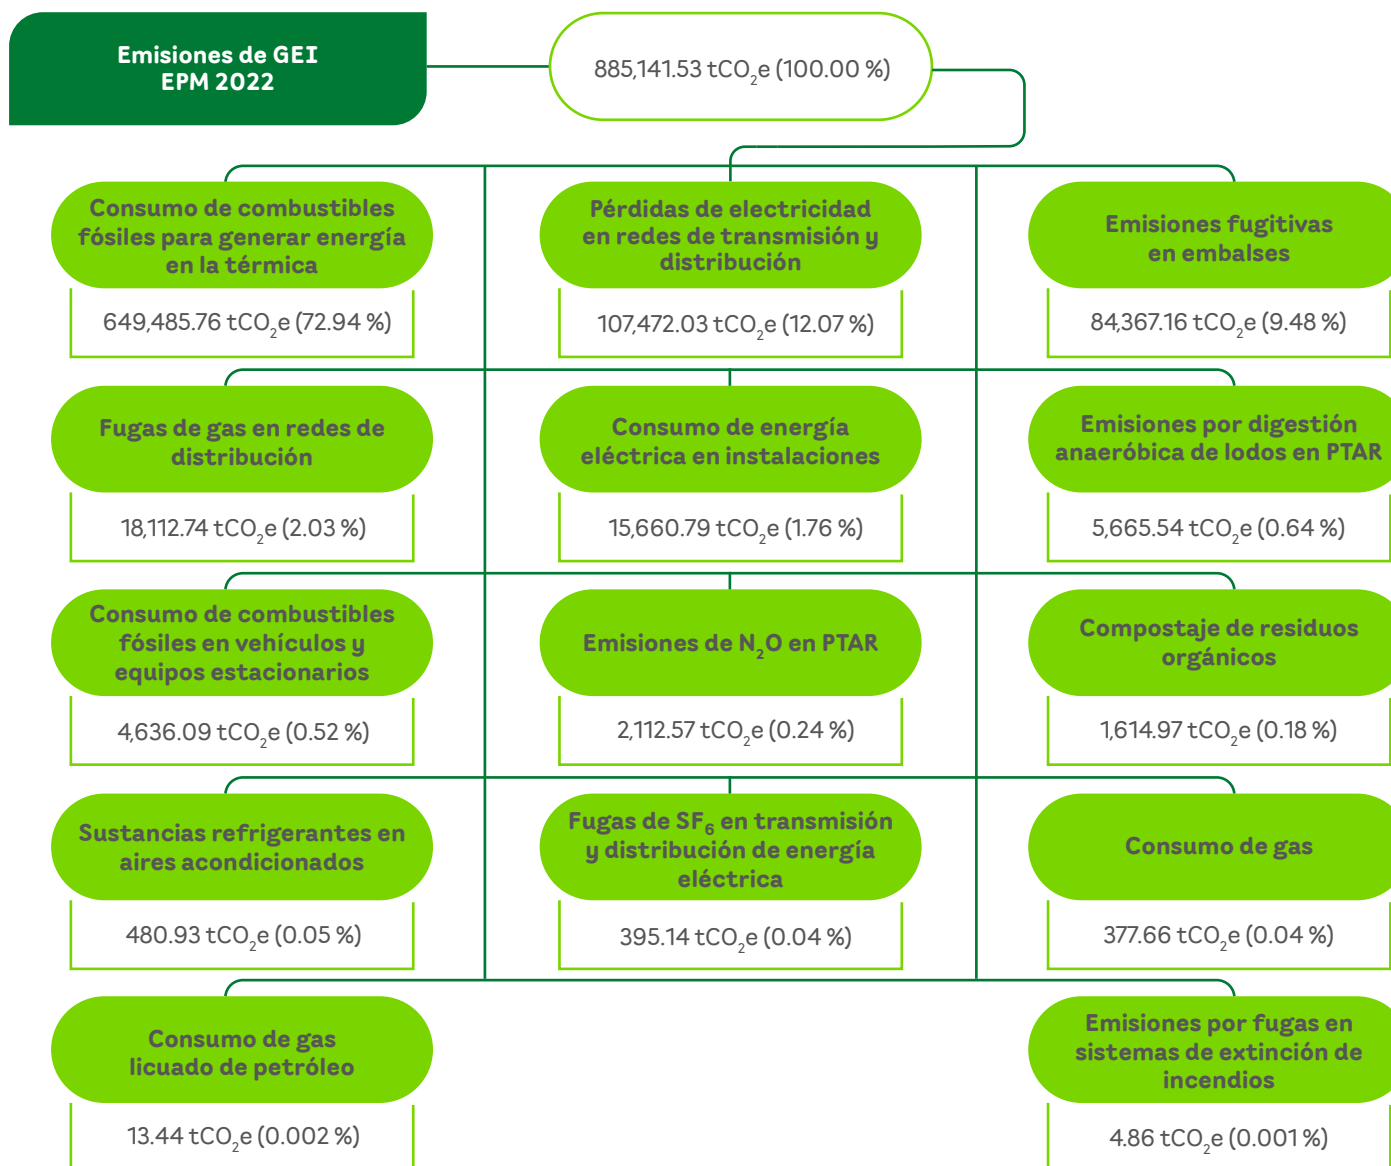 Emisiones de GEI
EPM 2022
885,141.53 tCO₂e (100.00 %)
Consumo de combustibles
fósiles para generar energía
en la térmica
649,485.76 tCO₂e (72.94 %)
Pérdidas de electricidad
en redes de transmisión y
distribución
107,472.03 tCO₂e (12.07 %)
Emisiones fugitivas
en embalses
84,367.16 tCO₂e (9.48 %)
Fugas de gas en redes de
distribución
18,112.74 tCO₂e (2.03 %)
Consumo de energía
eléctrica en instalaciones
15,660.79 tCO₂e (1.76 %)
Emisiones por digestión
anaeróbica de lodos en PTAR
5,665.54 tCO₂e (0.64 %)
Consumo de combustibles
fósiles en vehículos y
equipos estacionarios
4,636.09 tCO₂e (0.52 %)
Emisiones de N₂O en PTAR
2,112.57 tCO₂e (0.24 %)
Compostaje de residuos
orgánicos
1,614.97 tCO₂e (0.18 %)
Sustancias refrigerantes en
aires acondicionados
480.93 tCO₂e (0.05 %)
Fugas de SF₆ en transmisión
y distribución de energía
eléctrica
395.14 tCO₂e (0.04 %)
Consumo de gas
377.66 tCO₂e (0.04 %)
Consumo de gas
licuado de petróleo
13.44 tCO₂e (0.002 %)
Emisiones por fugas en
sistemas de extinción de
incendios
4.86 tCO₂e (0.001 %)